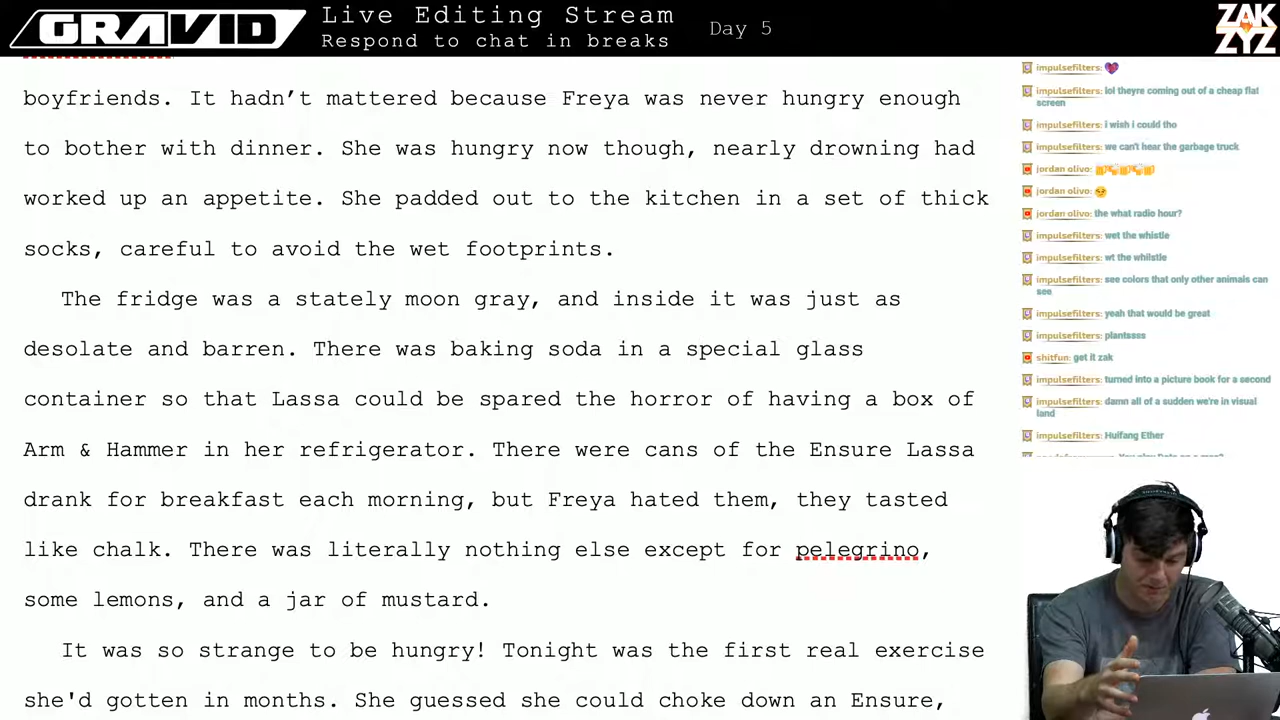 GRAVID
Live Editing Stream
Respond to chat in breaks
Day 5
ZAK
ZYZ
boyfriends. It hadn’t mattered because Freya was never hungry enough
to bother with dinner. She was hungry now though, nearly drowning had
worked up an appetite. She padded out to the kitchen in a set of thick
socks, careful to avoid the wet footprints.
The fridge was a stately moon gray, and inside it was just as
desolate and barren. There was baking soda in a special glass
container so that Lassa could be spared the horror of having a box of
Arm & Hammer in her refrigerator. There were cans of the Ensure Lassa
drank for breakfast each morning, but Freya hated them, they tasted
like chalk. There was literally nothing else except for pelegrino,
some lemons, and a jar of mustard.
It was so strange to be hungry! Tonight was the first real exercise
she'd gotten in months. She guessed she could choke down an Ensure,
impulsefilters:
impulsefilters: lol theyre coming out of a cheap flat
screen
impulsefilters: i wish i could tho
impulsefilters: we can't hear the garbage truck
jordan olivo:
jordan olivo:
jordan olivo: the what radio hour?
impulsefilters: wet the whistle
impulsefilters: wt the whilstle
impulsefilters: see colors that only other animals can
see
impulsefilters: yeah that would be great
impulsefilters: plantssss
shitfun: get it zak
impulsefilters: turned into a picture book for a second
impulsefilters: damn all of a sudden we're in visual
land
impulsefilters: Huifang Ether